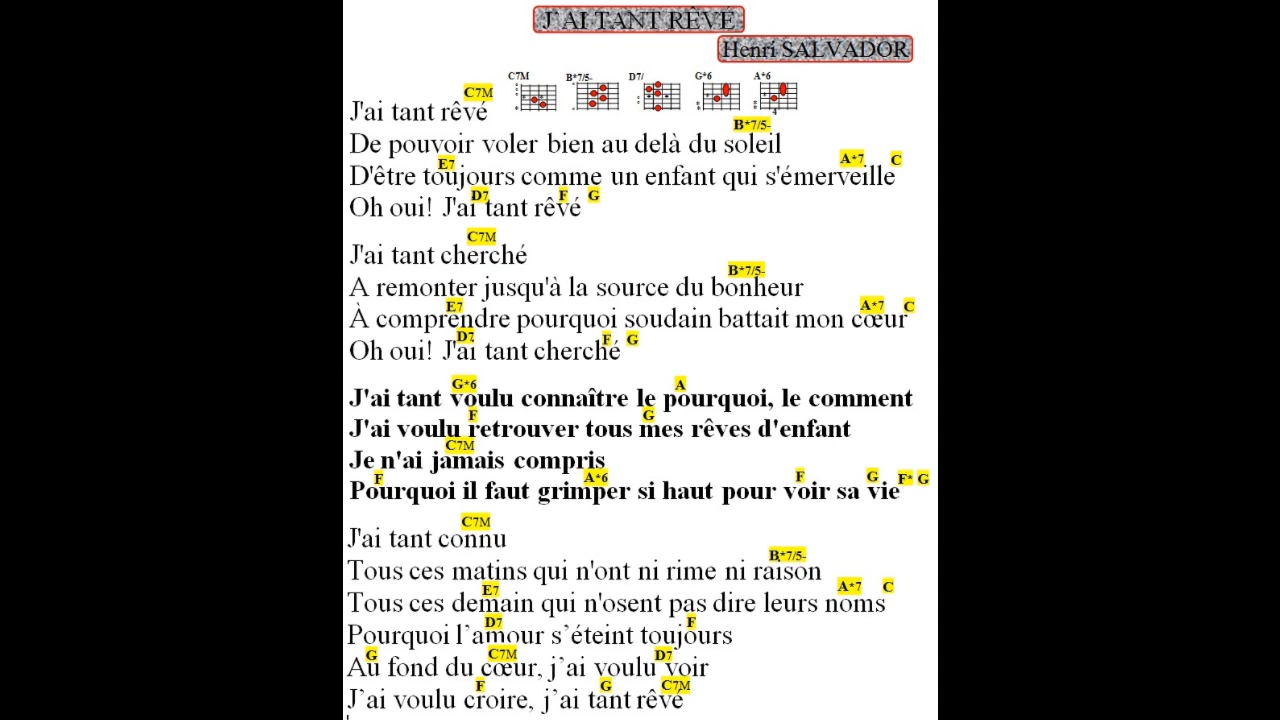 J'AI TANT RÊVÉ
Henri SALVADOR
C7M B*7/5- D7/ G*6 A*6
C7M
J'ai tant rêvé
B*7/5-
De pouvoir voler bien au delà du soleil
E7 A*7 C
D'être toujours comme un enfant qui s'émerveille
D7 F G
Oh oui! J'ai tant rêvé
C7M
J'ai tant cherché
B*7/5-
A remonter jusqu'à la source du bonheur
E7 A*7 C
À comprendre pourquoi soudain battait mon cœur
D7 F G
Oh oui! J'ai tant cherché
G*6 A
J'ai tant voulu connaître le pourquoi, le comment
F G
J'ai voulu retrouver tous mes rêves d'enfant
C7M
Je n'ai jamais compris
F A*6 F G F* G
Pourquoi il faut grimper si haut pour voir sa vie
C7M
J'ai tant connu
B*7/5-
Tous ces matins qui n'ont ni rime ni raison
E7 A*7 C
Tous ces demain qui n'osent pas dire leurs noms
D7 F
Pourquoi l’amour s’éteint toujours
G C7M D7
Au fond du cœur, j’ai voulu voir
F G C7M
J’ai voulu croire, j’ai tant rêvé